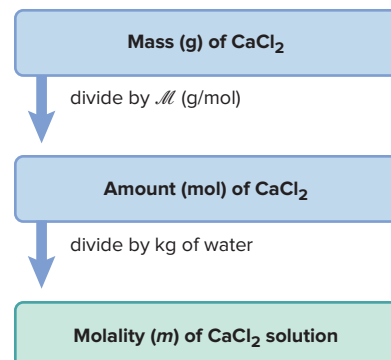 Mass (g) of CaCl₂
divide by ℳ (g/mol)
Amount (mol) of CaCl₂
divide by kg of water
Molality (m) of CaCl₂ solution